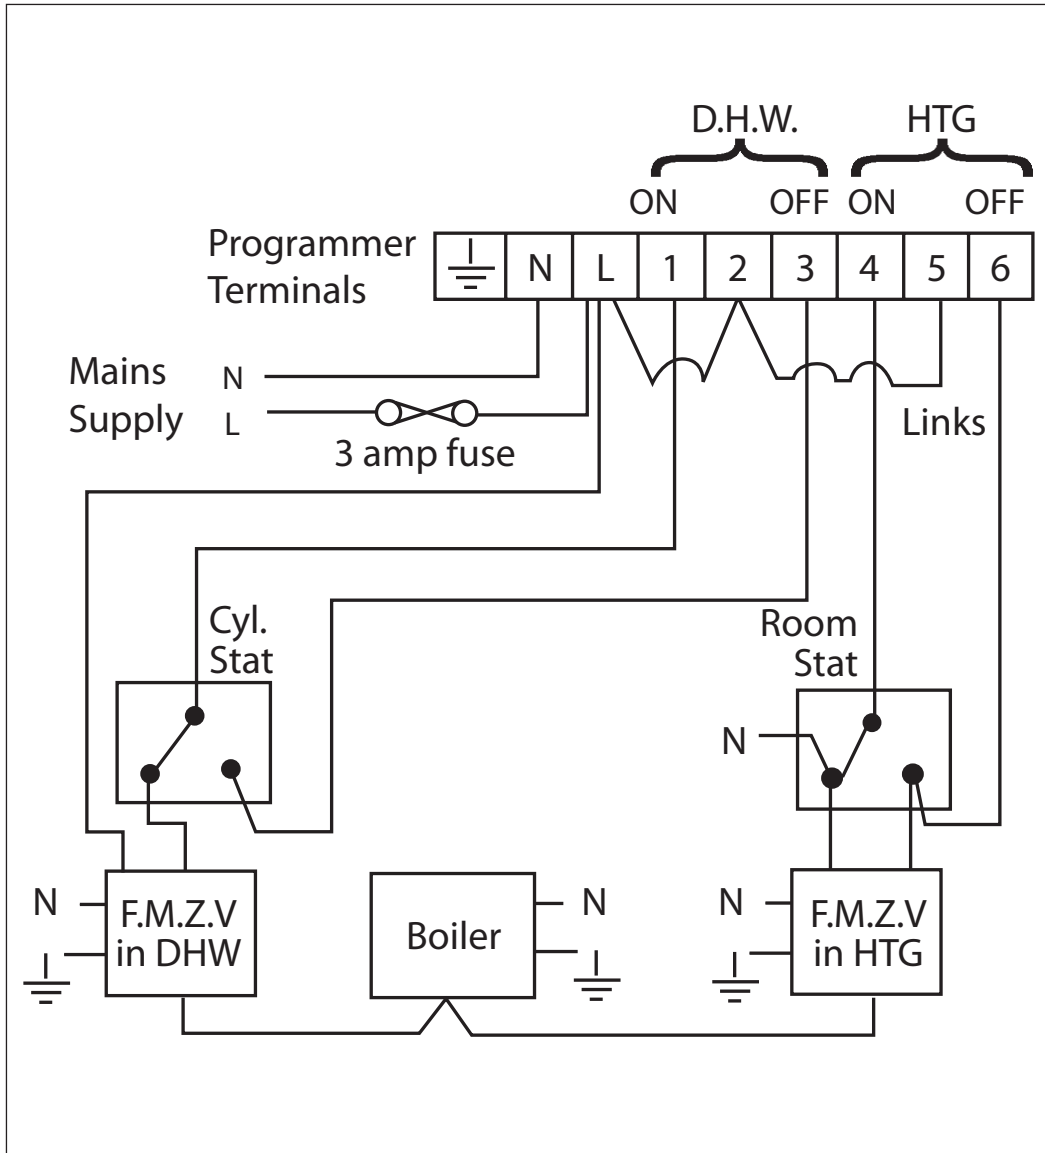 D.H.W. HTG
ON OFF ON OFF
Programmer
Terminals
N L 1 2 3 4 5 6
Mains
Supply
N
L
3 amp fuse
Links
Cyl.
Stat
Room
Stat
N
N
F.M.Z.V
in DHW
Boiler
N
N
F.M.Z.V
in HTG